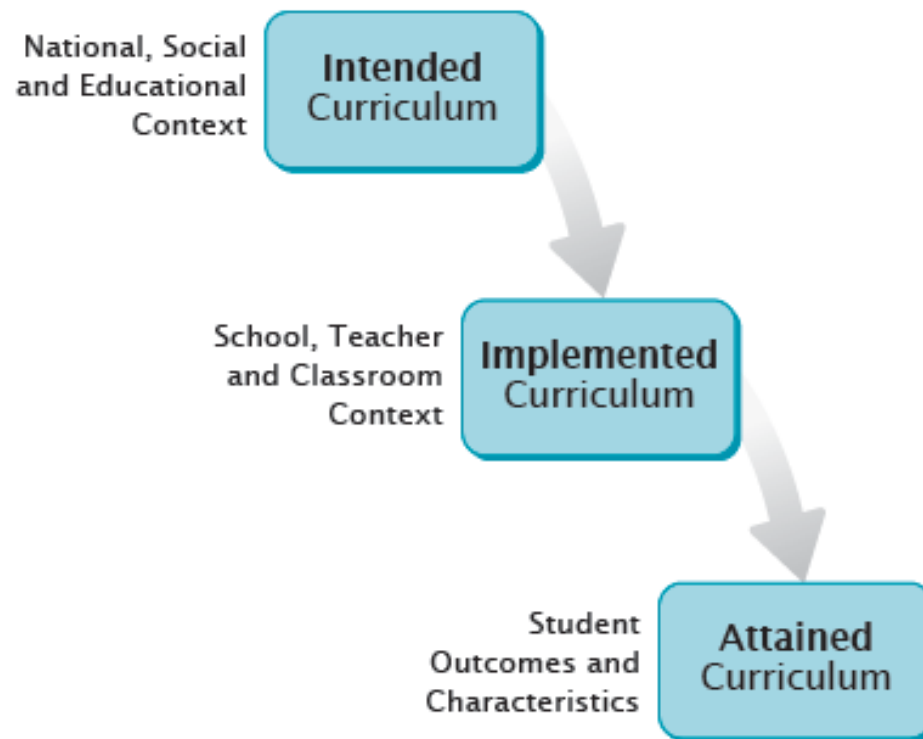 National, Social
and Educational
Context
Intended
Curriculum
School, Teacher
and Classroom
Context
Implemented
Curriculum
Student
Outcomes and
Characteristics
Attained
Curriculum